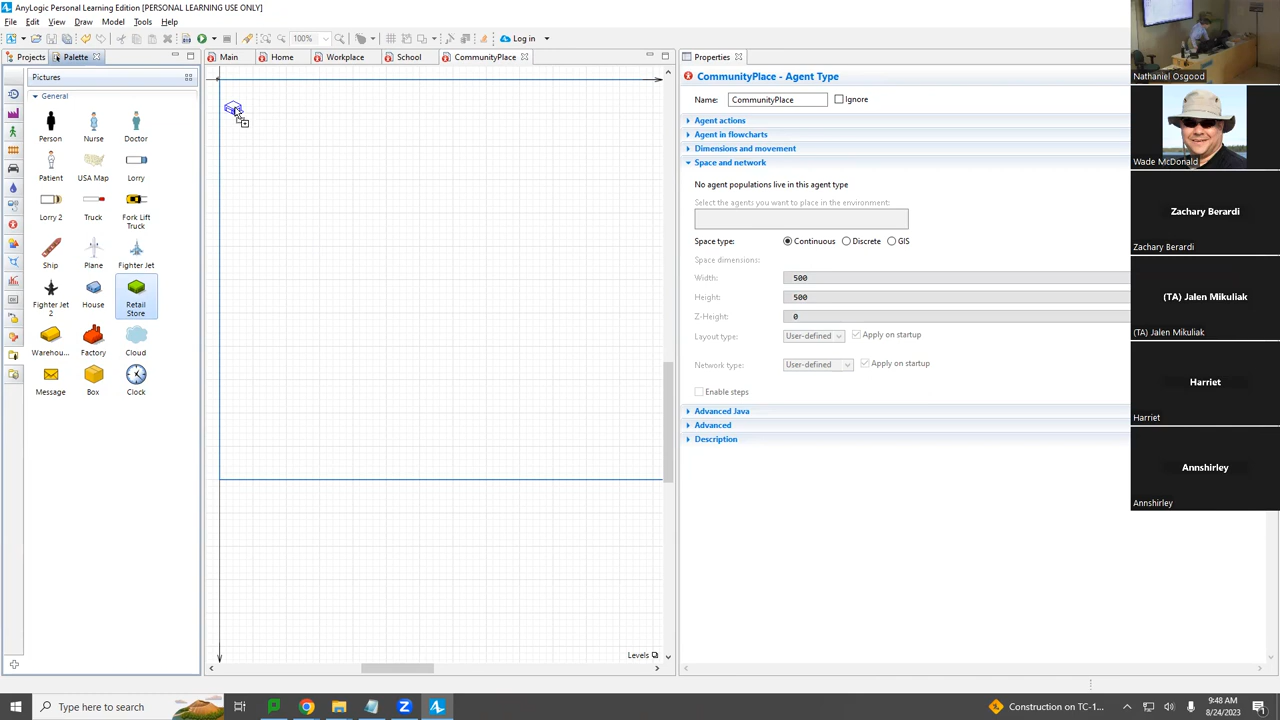 AnyLogic Personal Learning Edition [PERSONAL LEARNING USE ONLY]
File Edit View Draw Model Tools Help
100% Log in
Projects Palette
Main Home Workplace School CommunityPlace
Properties
Pictures
General
Person Nurse Doctor
Patient USA Map Lorry
Lorry 2 Truck Fork Lift Truck
Ship Plane Fighter Jet
Fighter Jet 2 House Retail Store
Warehou... Factory Cloud
Message Box Clock
Levels
CommunityPlace - Agent Type
Name: CommunityPlace Ignore
Agent actions
Agent in flowcharts
Dimensions and movement
Space and network
No agent populations live in this agent type
Select the agents you want to place in the environment:
Space type: Continuous Discrete GIS
Space dimensions:
Width: 500
Height: 500
Z-Height: 0
Layout type: User-defined Apply on startup
Network type: User-defined Apply on startup
Enable steps
Advanced Java
Advanced
Description
Nathaniel Osgood
Wade McDonald
Zachary Berardi
Zachary Berardi
(TA) Jalen Mikuliak
(TA) Jalen Mikuliak
Harriet
Harriet
Annshirley
Annshirley
Type here to search
Construction on TC-1...
9:48 AM
8/24/2023
1